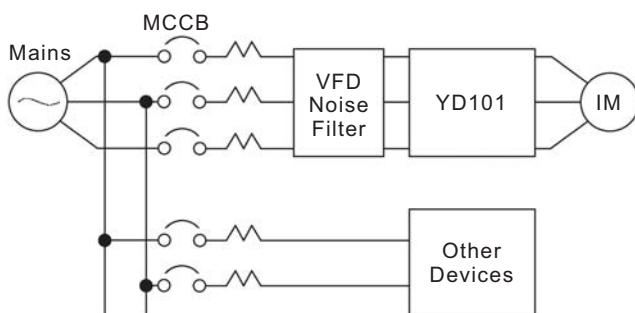 MCCB
Mains
VFD
Noise
Filter
YD101
IM
Other
Devices